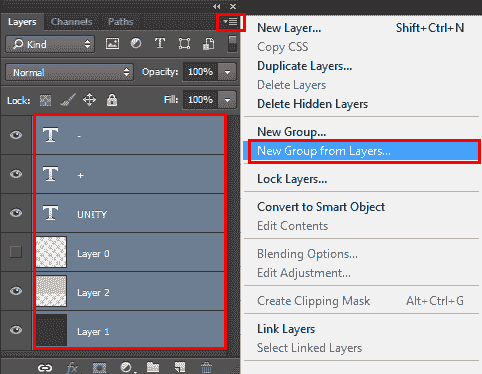 Layers Channels Paths
Kind
Normal Opacity: 100%
Lock: Fill: 100%
T -
T +
T UNITY
Layer 0
Layer 2
Layer 1
fx
New Layer... Shift+Ctrl+N
Copy CSS
Duplicate Layers...
Delete Layers
Delete Hidden Layers
New Group...
New Group from Layers...
Lock Layers...
Convert to Smart Object
Edit Contents
Blending Options...
Edit Adjustment...
Create Clipping Mask Alt+Ctrl+G
Link Layers
Select Linked Layers